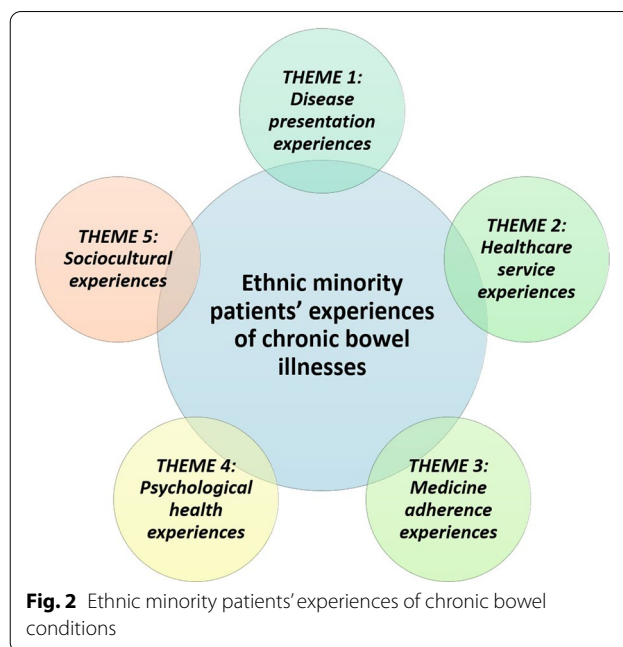 THEME 1:
Disease
presentation
experiences
THEME 5:
Sociocultural
experiences
THEME 2:
Healthcare
service
experiences
Ethnic minority
patients’ experiences
of chronic bowel
illnesses
THEME 4:
Psychological
health
experiences
THEME 3:
Medicine
adherence
experiences
Fig. 2 Ethnic minority patients’ experiences of chronic bowel
conditions